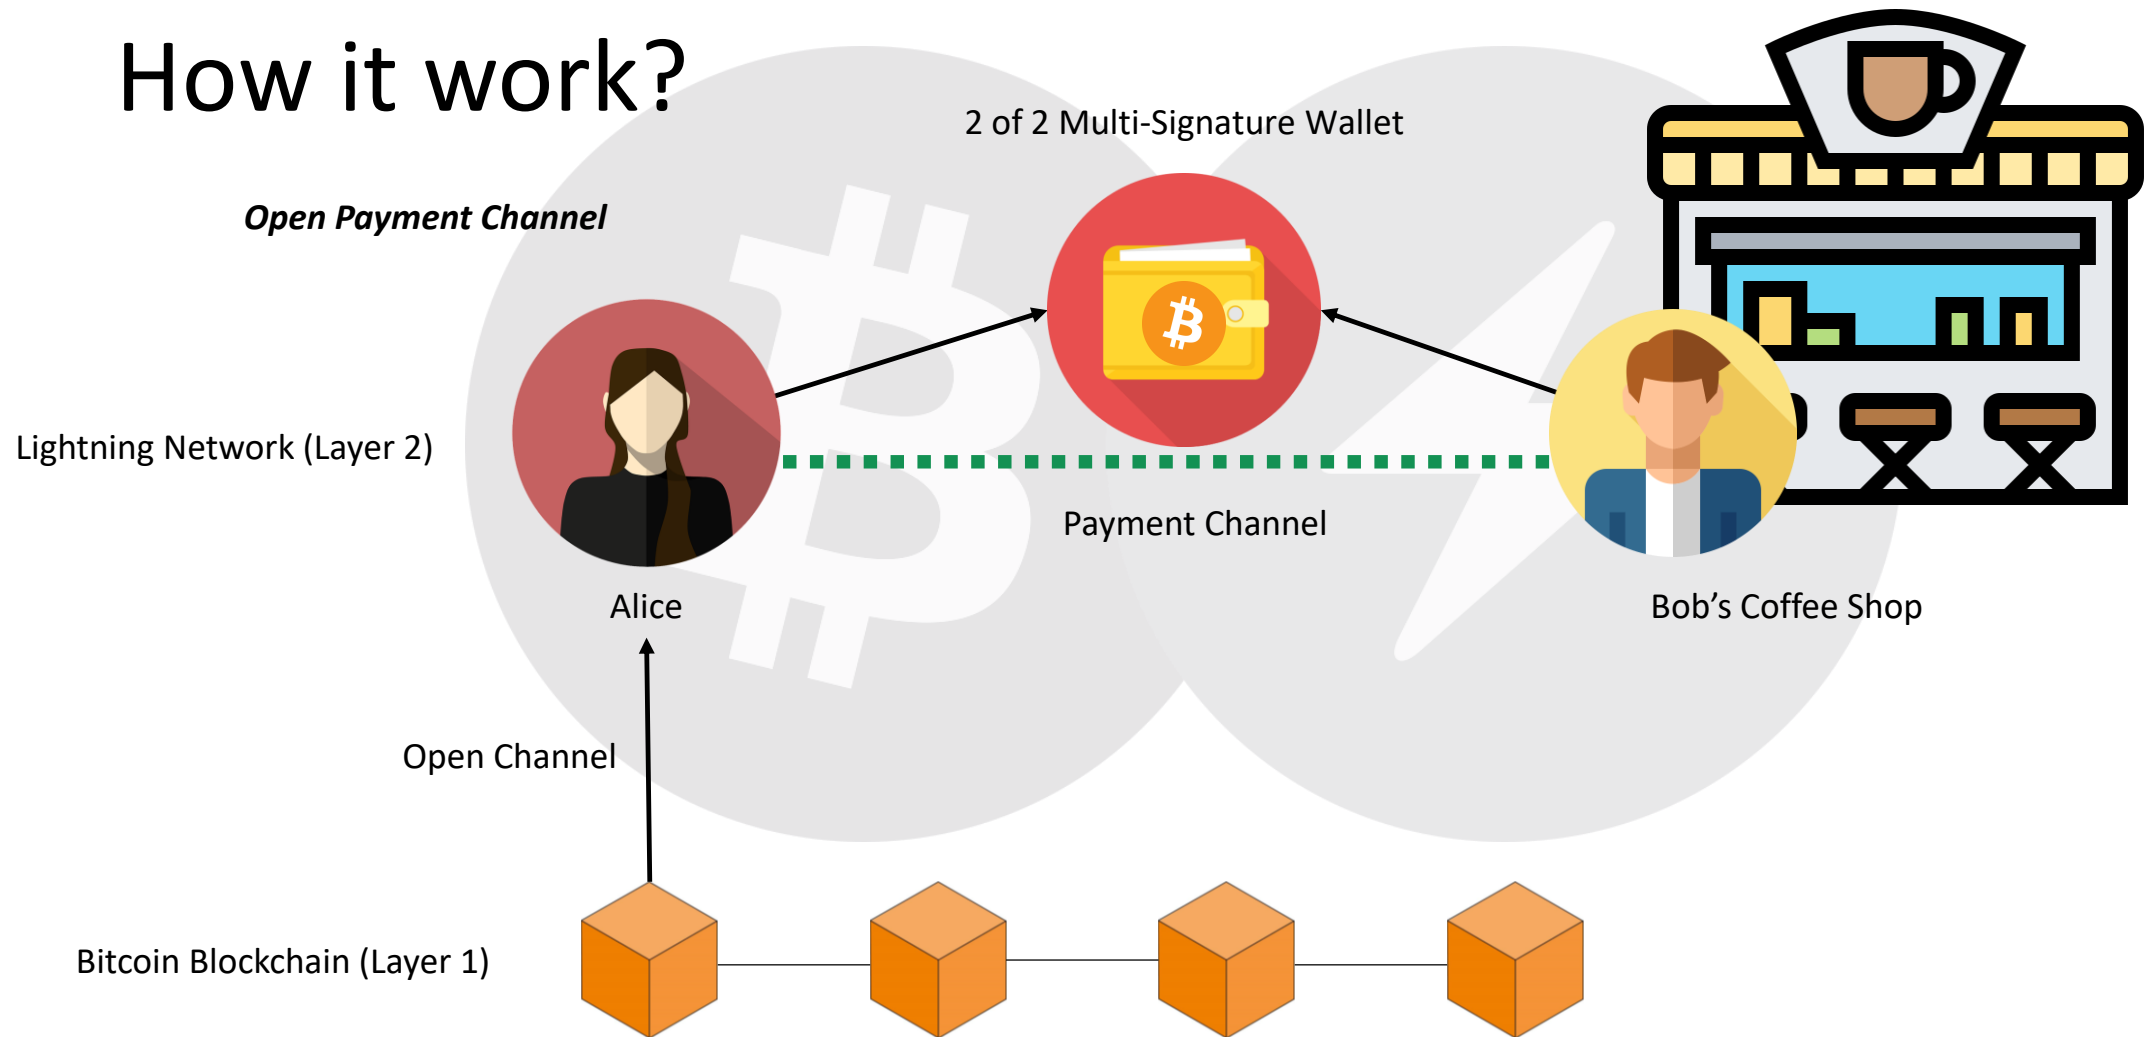 How it work?
2 of 2 Multi-Signature Wallet
Open Payment Channel
Lightning Network (Layer 2)
Payment Channel
Alice
Bob’s Coffee Shop
Open Channel
Bitcoin Blockchain (Layer 1)